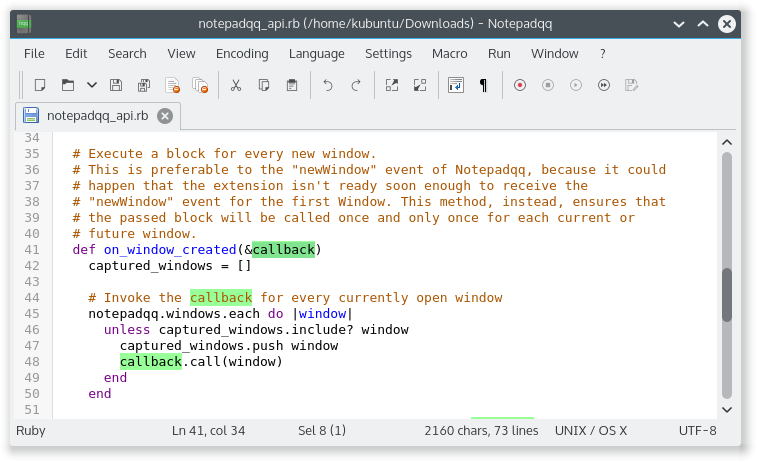 notepadqq_api.rb (/home/kubuntu/Downloads) - Notepadqq
File Edit Search View Encoding Language Settings Macro Run Window ?
notepadqq_api.rb
34
35 # Execute a block for every new window.
36 # This is preferable to the "newWindow" event of Notepadqq, because it could
37 # happen that the extension isn't ready soon enough to receive the
38 # "newWindow" event for the first Window. This method, instead, ensures that
39 # the passed block will be called once and only once for each current or
40 # future window.
41 def on_window_created(&callback)
42 captured_windows = []
43
44 # Invoke the callback for every currently open window
45 notepadqq.windows.each do |window|
46 unless captured_windows.include? window
47 captured_windows.push window
48 callback.call(window)
49 end
50 end
51
Ruby Ln 41, col 34 Sel 8 (1) 2160 chars, 73 lines UNIX / OS X UTF-8